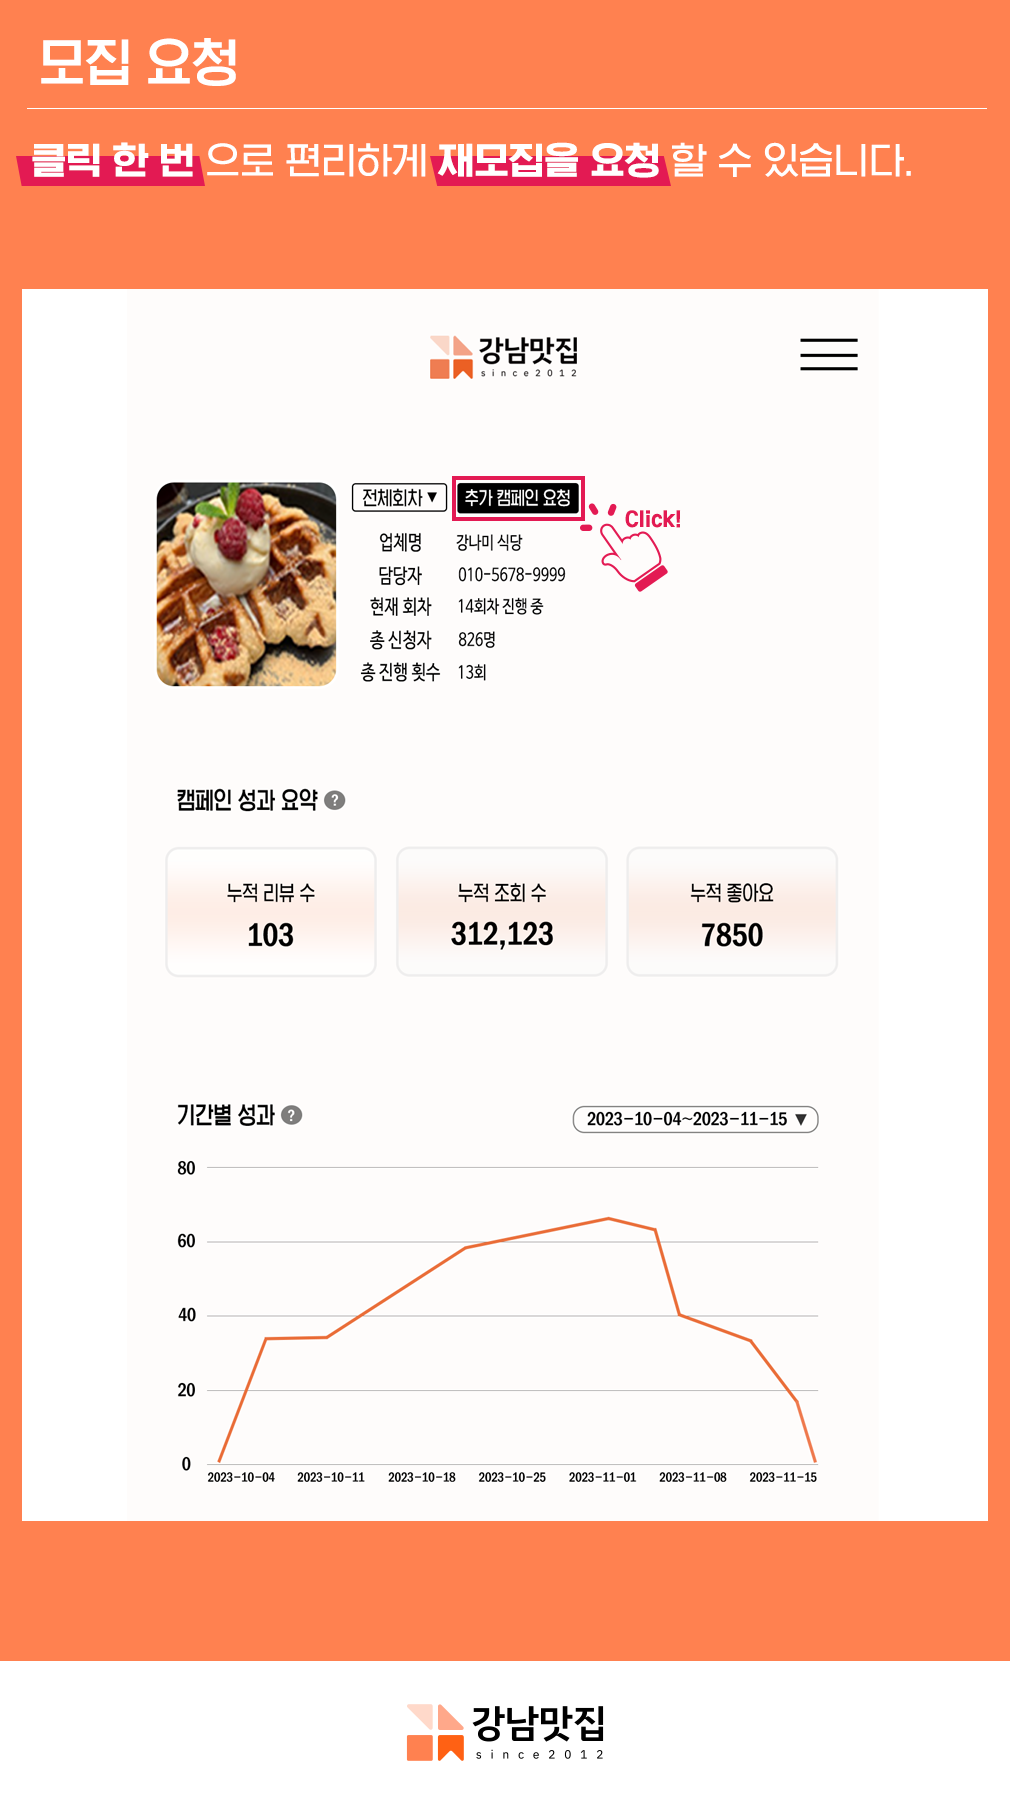 모집 요청
클릭 한 번 으로 편리하게 재모집을 요청 할 수 있습니다.
강남맛집
since2012
전체회차 ▼ 추가 캠페인 요청
Click!
업체명 강나미 식당
담당자 010-5678-9999
현재 회차 14회차 진행 중
총 신청자 826명
총 진행 횟수 13회
캠페인 성과 요약 ?
누적 리뷰 수 누적 조회 수 누적 좋아요
103 312,123 7850
기간별 성과 ? 2023-10-04~2023-11-15 ▼
80
60
40
20
0
2023-10-04 2023-10-11 2023-10-18 2023-10-25 2023-11-01 2023-11-08 2023-11-15
강남맛집
since2012